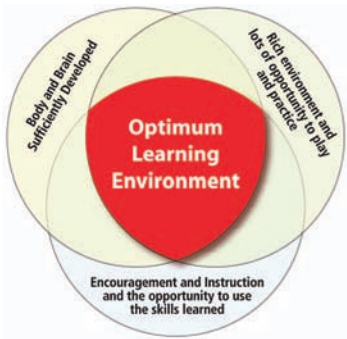 Body and Brain
Sufficiently Developed
Rich environment and
lots of opportunity to play
and practice
Optimum
Learning
Environment
Encouragement and Instruction
and the opportunity to use
the skills learned